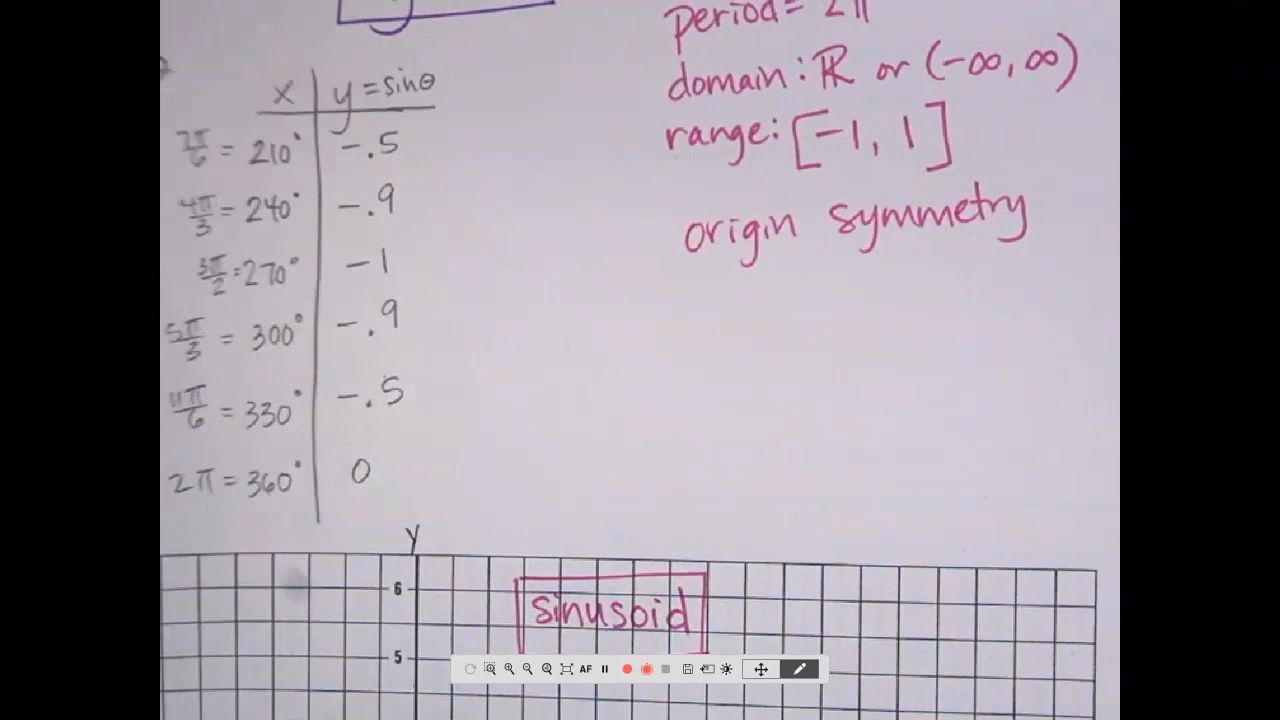 x | y = sinθ
7π/6 = 210° | -.5
4π/3 = 240° | -.9
3π/2 = 270° | -1
5π/3 = 300° | -.9
11π/6 = 330° | -.5
2π = 360° | 0
period = 2π
domain: ℝ or (-∞, ∞)
range: [-1, 1]
origin symmetry
y
6
sinusoid
5
AF